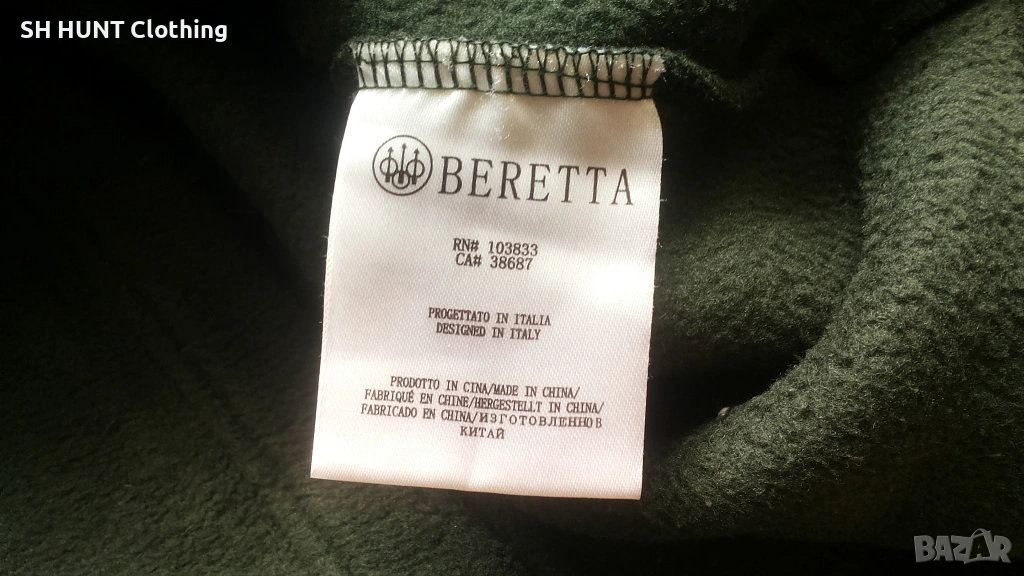 SH HUNT Clothing
BERETTA
RN# 103833
CA# 38687
PROGETTATO IN ITALIA
DESIGNED IN ITALY
PRODOTTO IN CINA/MADE IN CHINA/
FABRIQUÉ EN CHINE/HERGESTELLT IN CHINA/
FABRICADO EN CHINA/ИЗГОТОВЛЕННО В
КИТАЙ
BAZAR